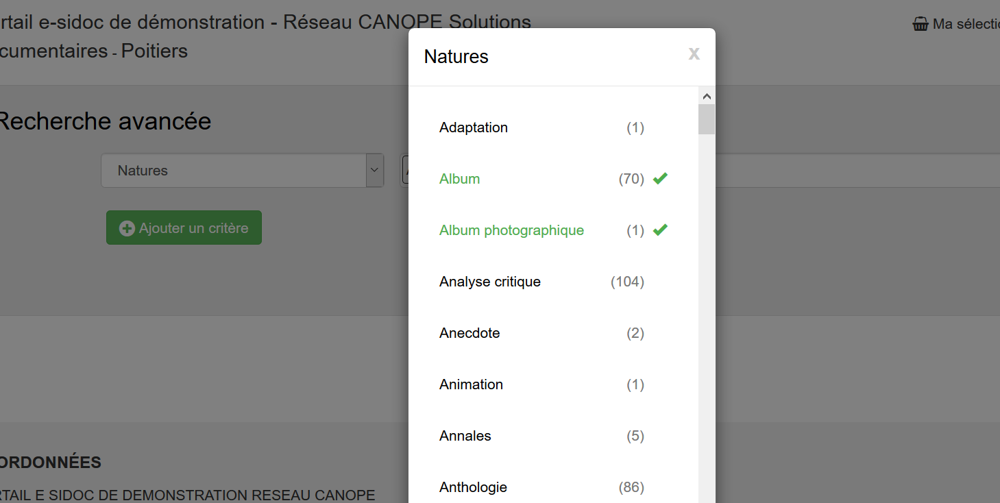 rtail e-sidoc de démonstration - Réseau CANOPE Solutions
cumentaires - Poitiers
Ma sélecti
Recherche avancée
Natures
Ajouter un critère
ORDONNÉES
RTAIL E SIDOC DE DEMONSTRATION RESEAU CANOPE
Natures
x
Adaptation (1)
Album (70)
Album photographique (1)
Analyse critique (104)
Anecdote (2)
Animation (1)
Annales (5)
Anthologie (86)